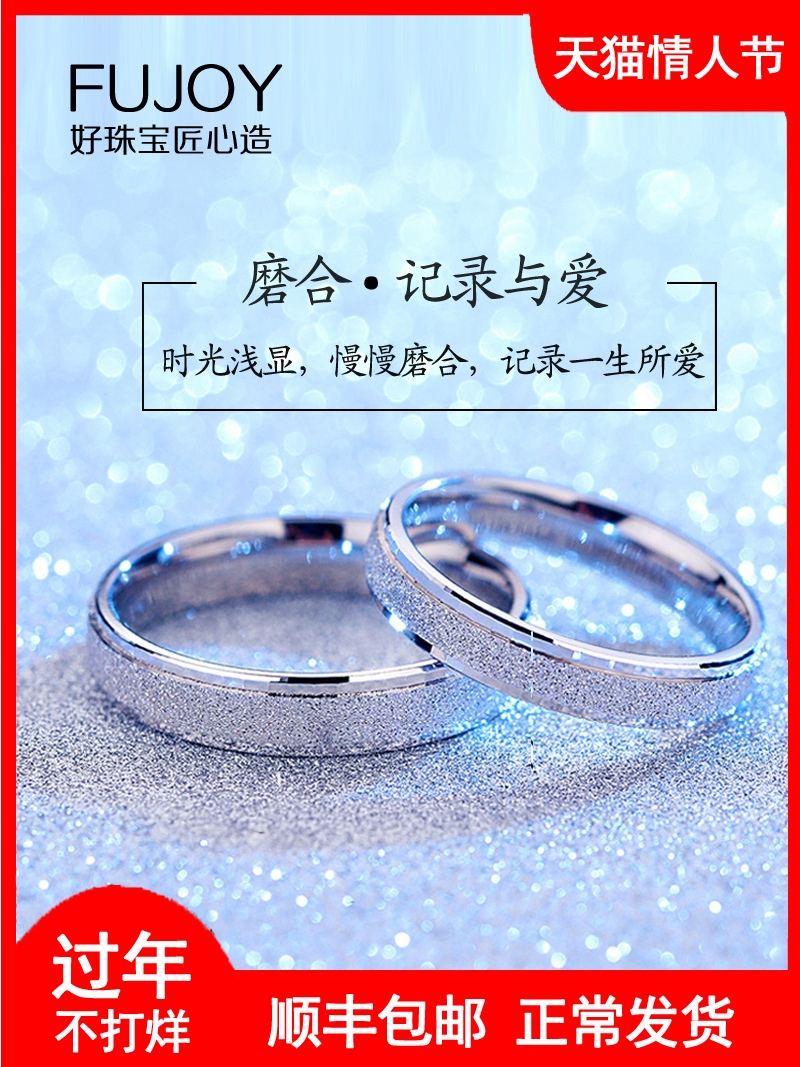 天猫情人节
FUJOY
好珠宝匠心造
磨合·记录与爱
时光浅显，慢慢磨合，记录一生所爱
过年
不打烊
顺丰包邮 正常发货